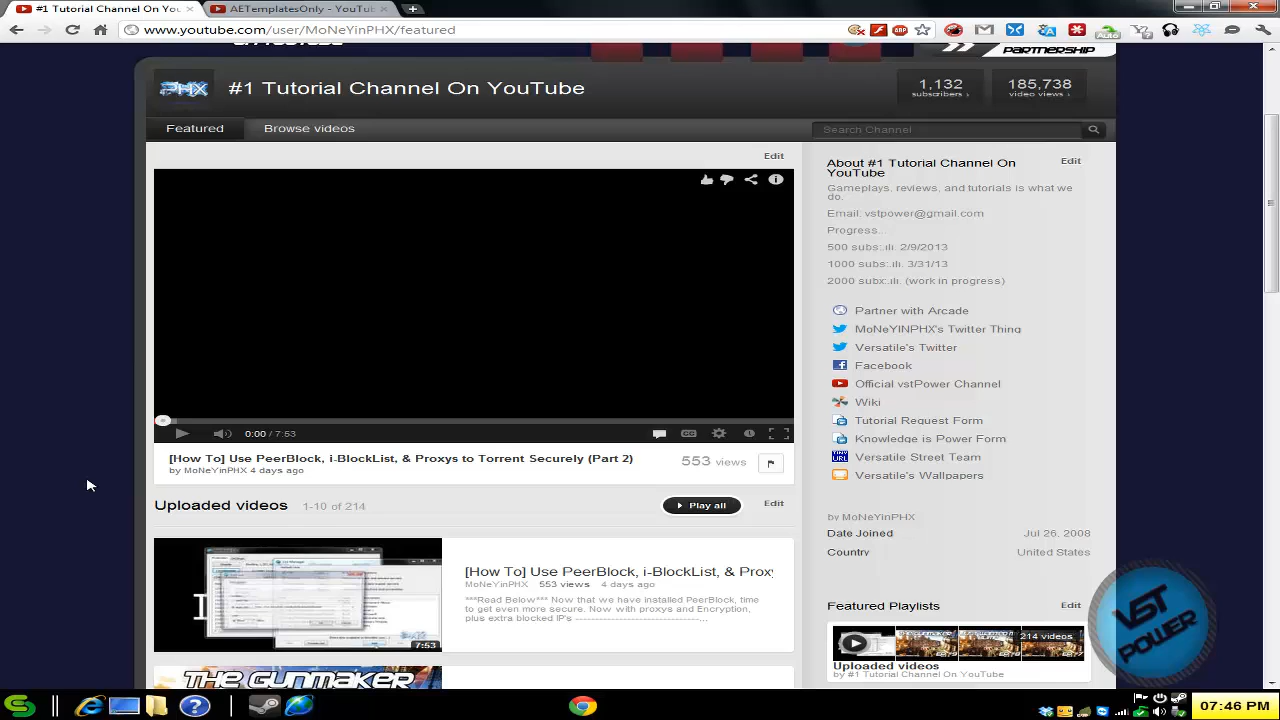 #1 Tutorial Channel On You
AETemplatesOnly - YouTub
www.youtube.com/user/MoNeYinPHX/featured
PARTNERSHIP
PHX
#1 Tutorial Channel On YouTube
1,132
subscribers
185,738
video views
Featured
Browse videos
Search Channel
Edit
0:00 / 7:53
[How To] Use PeerBlock, i-BlockList, & Proxys to Torrent Securely (Part 2)
by MoNeYinPHX 4 days ago
553 views
Uploaded videos 1-10 of 214
Play all
Edit
7:53
[How To] Use PeerBlock, i-BlockList, & Proxy
MoNeYinPHX 553 views 4 days ago
***Read Below*** Now that we have installed PeerBlock, time
to get even more secure. Now with proxys and Encryption,
plus extra blocked IP's -----------------------------...
THE GUNMAKER
About #1 Tutorial Channel On
YouTube
Edit
Gameplays, reviews, and tutorials is what we
do.
Email: vstpower@gmail.com
Progress...
500 subs:.ılı. 2/9/2013
1000 subs:.ılı. 3/31/13
2000 subx:.ılı. (work in progress)
Partner with Arcade
MoNeYINPHX's Twitter Thing
Versatile's Twitter
Facebook
Official vstPower Channel
Wiki
Tutorial Request Form
Knowledge is Power Form
Versatile Street Team
Versatile's Wallpapers
by MoNeYinPHX
Date Joined Jul 26, 2008
Country United States
Featured Playlists
Edit
214 videos
Uploaded videos
by #1 Tutorial Channel On YouTube
VST
POWER
07:46 PM